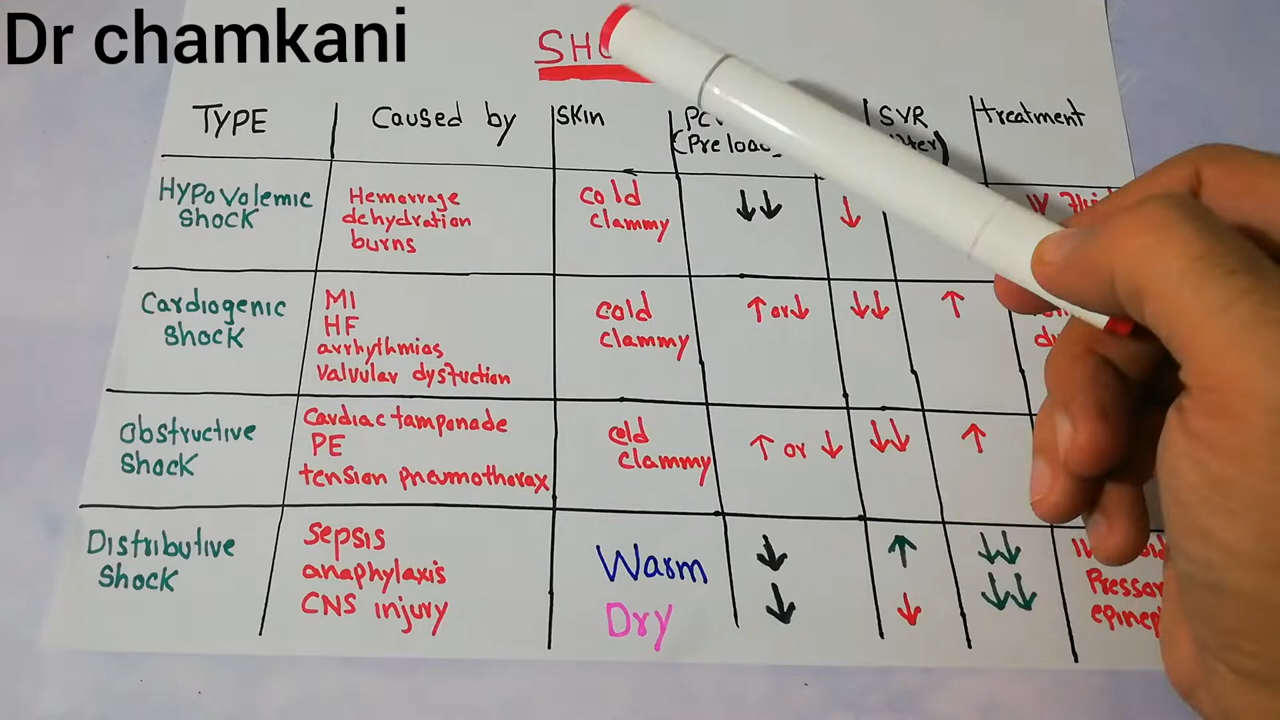 Dr chamkani
TYPE
Caused by
SKin
SVR
treatment
HYPoVolemic
SHocK
Hemorrage
dehydration
burns
cold
clammy
↓↓
↓
IV
Cardiogenic
SHocK
MI
HF
arrhythmias
Valvular dysfuction
cold
clammy
↑or↓
↓↓
↑
Obstructive
SHocK
Cardiac tamponade
PE
tension pneumothorax
cold
clammy
↑ or ↓
↓↓
↑
Distributive
SHocK
Sepsis
anaphylaxis
CNS injury
Warm
Dry
↓
↓
↑
↓
↓↓
↓↓